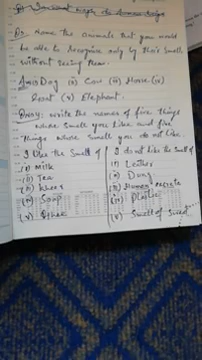 Q2. Name the animals that you would
be able to recognise only by their smell,
without seeing them.
Ans (i) Dog (ii) Cow (iii) Horse (iv)
Goat (v) Elephant.
write the names of five things
whose smell you like and five
things whose smell you do not like.
I like the smell of
(i) Milk
(ii) Tea
(iii) Kheer
(iv) Soap
(v)
I do not like the smell of
(i) Leather
(ii) Dung
(iii) Human
(iv) Plastic
(v) Smell of Sweat